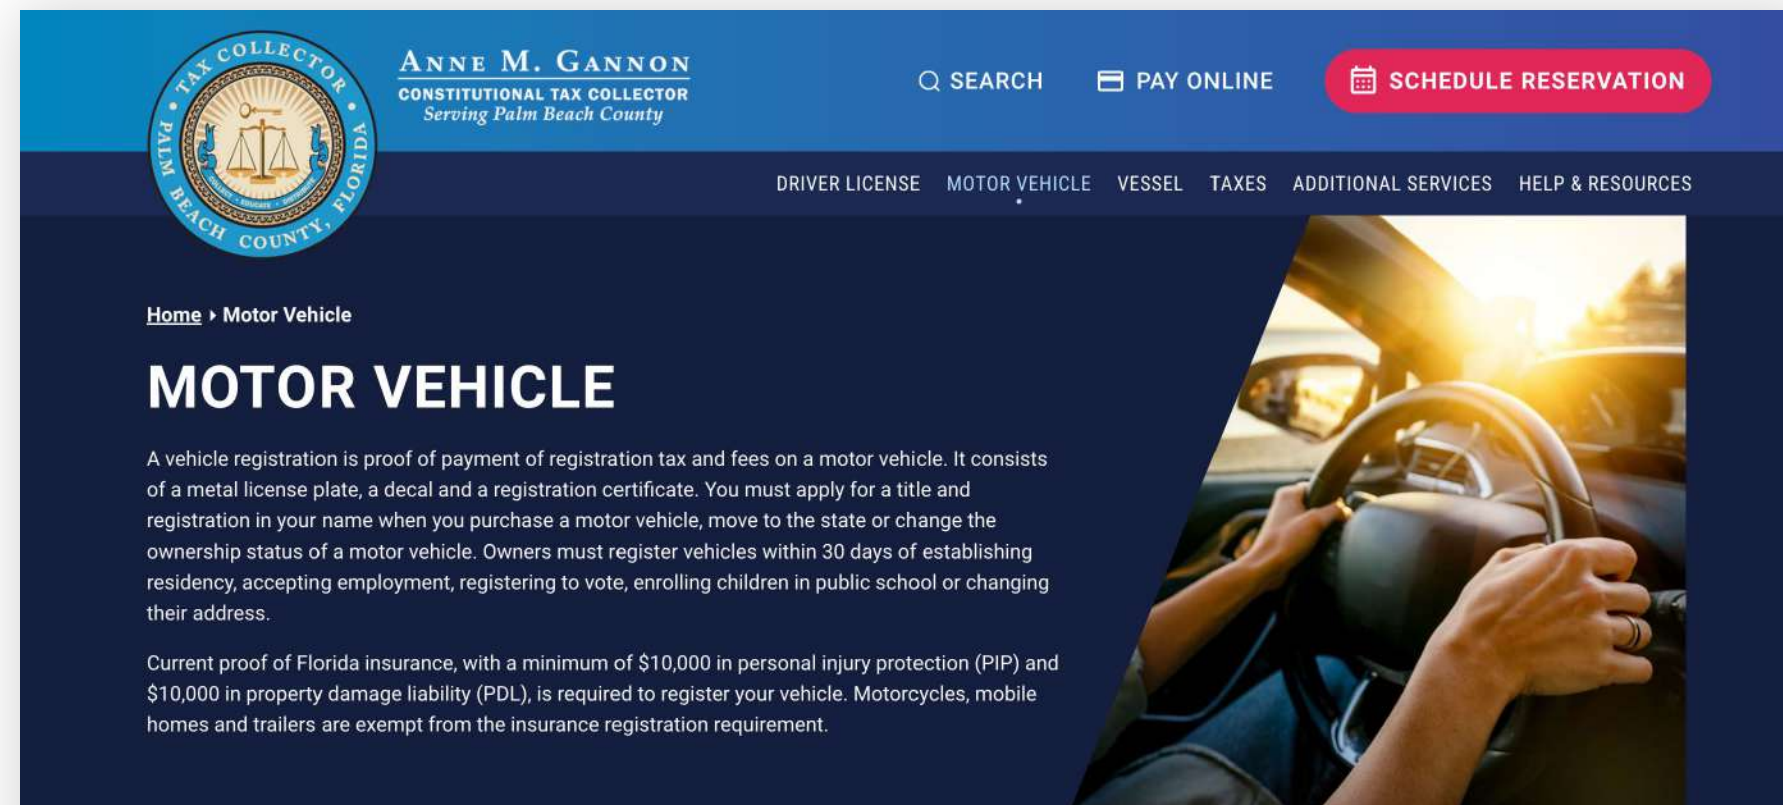 TAX COLLECTOR
PALM BEACH COUNTY, FLORIDA
COLLECT • EDUCATE • DISTRIBUTE
ANNE M. GANNON
CONSTITUTIONAL TAX COLLECTOR
Serving Palm Beach County
SEARCH
PAY ONLINE
SCHEDULE RESERVATION
DRIVER LICENSE
MOTOR VEHICLE
VESSEL
TAXES
ADDITIONAL SERVICES
HELP & RESOURCES
Home ▸ Motor Vehicle
MOTOR VEHICLE
A vehicle registration is proof of payment of registration tax and fees on a motor vehicle. It consists
of a metal license plate, a decal and a registration certificate. You must apply for a title and
registration in your name when you purchase a motor vehicle, move to the state or change the
ownership status of a motor vehicle. Owners must register vehicles within 30 days of establishing
residency, accepting employment, registering to vote, enrolling children in public school or changing
their address.
Current proof of Florida insurance, with a minimum of $10,000 in personal injury protection (PIP) and
$10,000 in property damage liability (PDL), is required to register your vehicle. Motorcycles, mobile
homes and trailers are exempt from the insurance registration requirement.